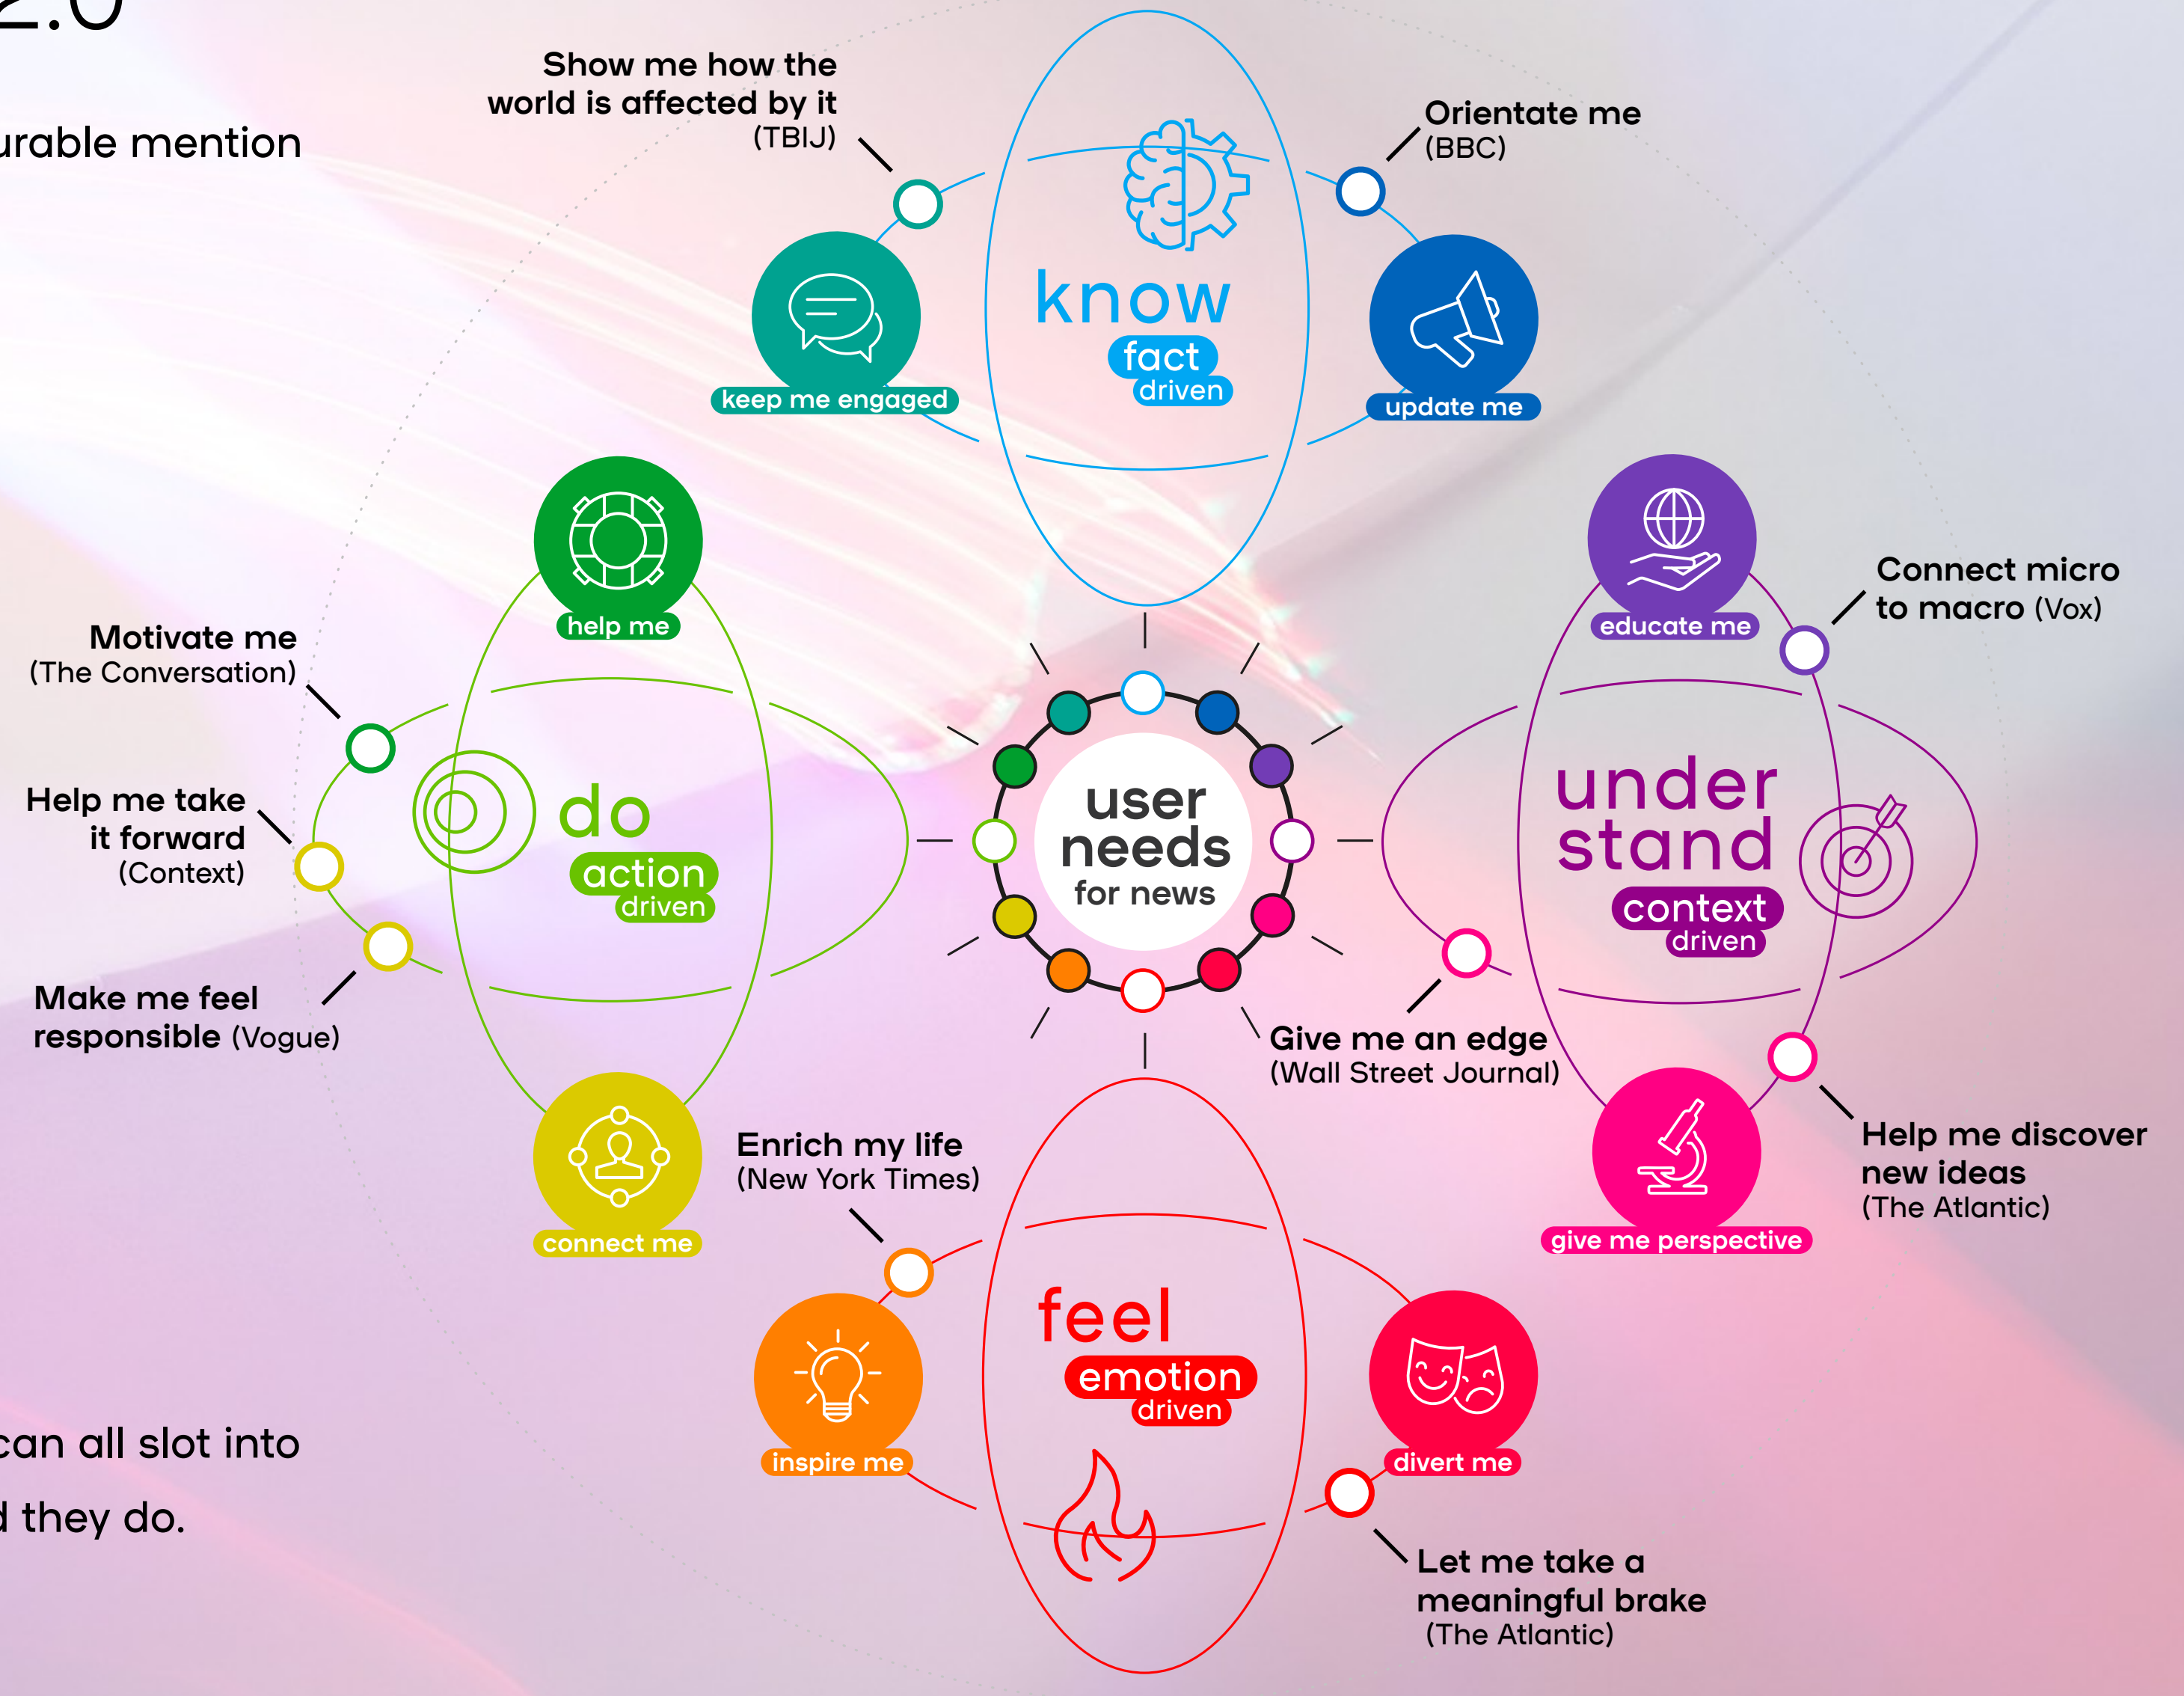 2.0
urable mention
Show me how the
world is affected by it
(TBIJ)
Orientate me
(BBC)
know
fact
driven
keep me engaged
update me
help me
educate me
Connect micro
to macro (Vox)
Motivate me
(The Conversation)
Help me take
it forward
(Context)
do
action
driven
user
needs
for news
under
stand
context
driven
Make me feel
responsible (Vogue)
Give me an edge
(Wall Street Journal)
connect me
Enrich my life
(New York Times)
Help me discover
new ideas
(The Atlantic)
give me perspective
feel
emotion
driven
inspire me
divert me
can all slot into
d they do.
Let me take a
meaningful brake
(The Atlantic)